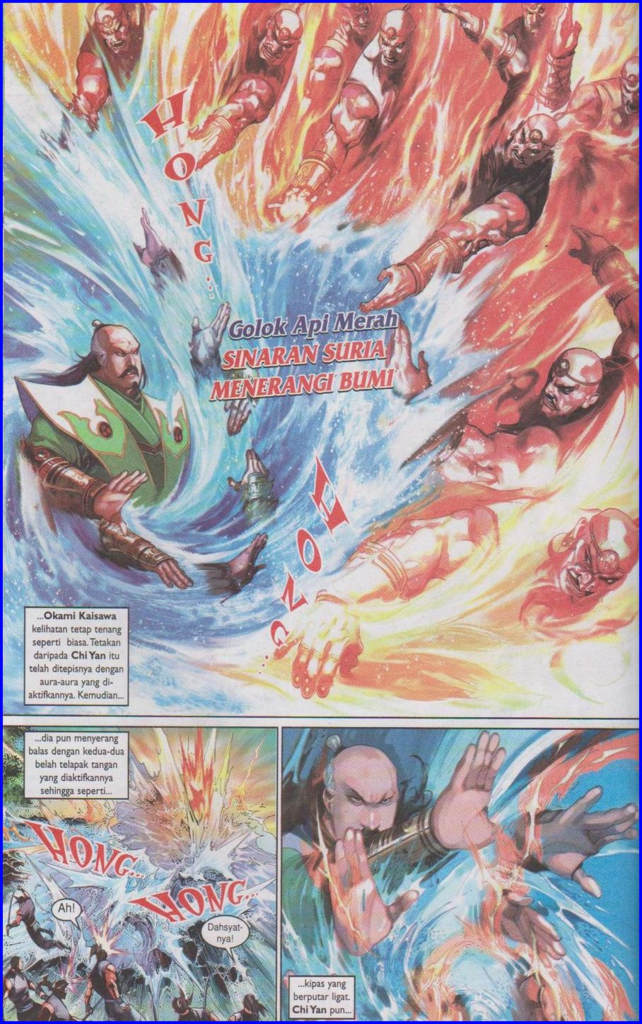 HONG...
Golok Api Merah
SINARAN SURIA
MENERANGI BUMI
HONG...
...Okami Kaisawa
kelihatan tetap tenang
seperti biasa. Tetakan
daripada Chi Yan itu
telah ditepisnya dengan
aura-aura yang di-
aktifkannya. Kemudian...
...dia pun menyerang
balas dengan kedua-dua
belah telapak tangan
yang diaktifkannya
sehingga seperti...
HONG...
HONG...
Ah!
Dahsyat-
nya!
...kipas yang
berputar ligat.
Chi Yan pun...